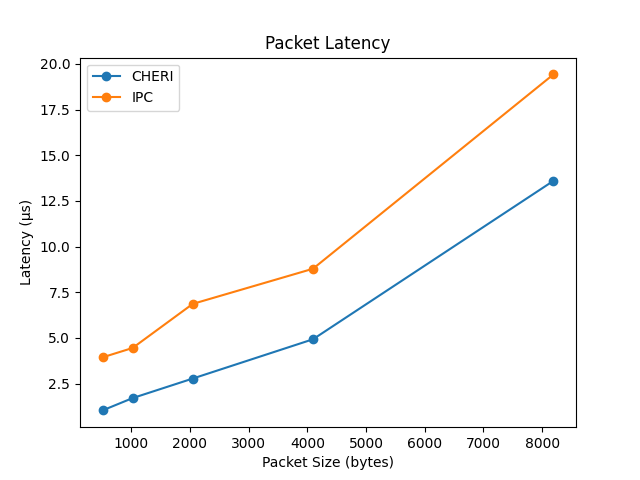 Packet Latency
CHERI
IPC
20.0
17.5
15.0
12.5
10.0
7.5
5.0
2.5
Latency (µs)
1000 2000 3000 4000 5000 6000 7000 8000
Packet Size (bytes)